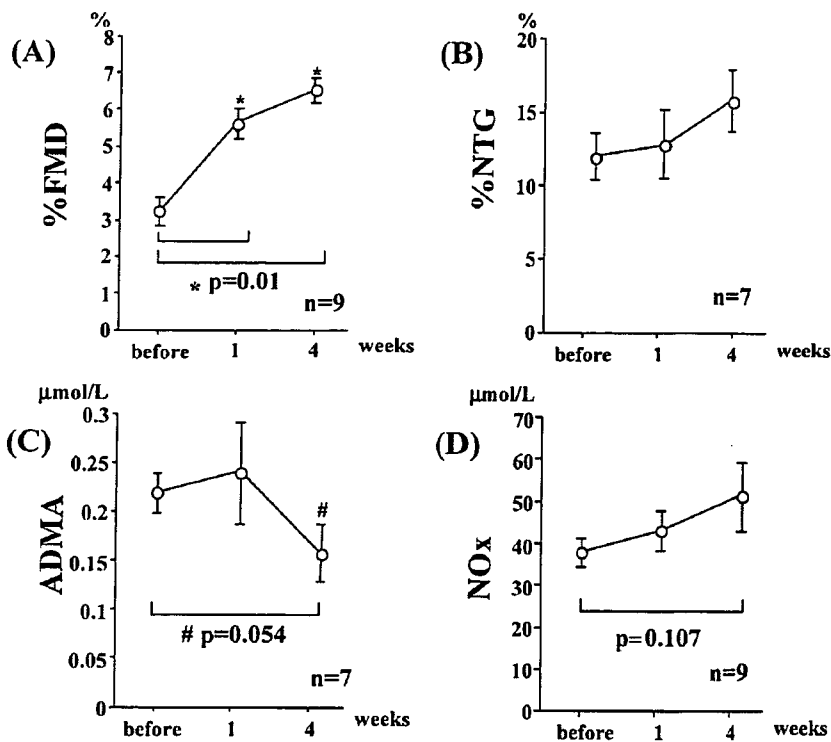 (A)
%
8
7
6
5
4
3
2
1
0
%FMD
*
*
* p=0.01
n=9
before 1 4 weeks
(B)
%
20
15
10
5
0
%NTG
n=7
before 1 4 weeks
(C)
µmol/L
0.3
0.25
0.2
0.15
0.1
0.05
0
ADMA
#
# p=0.054
n=7
before 1 4 weeks
(D)
µmol/L
70
60
50
40
30
20
10
0
NOx
p=0.107
n=9
before 1 4 weeks